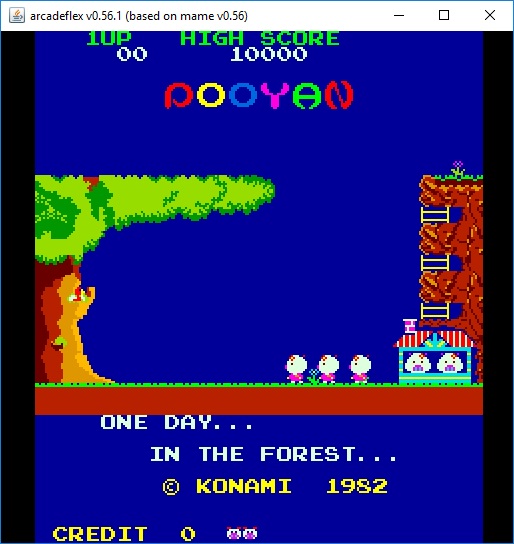 arcadeflex v0.56.1 (based on mame v0.56)
1UP HIGH SCORE
00 10000
POOYAN
ONE DAY...
IN THE FOREST...
© KONAMI 1982
CREDIT 0